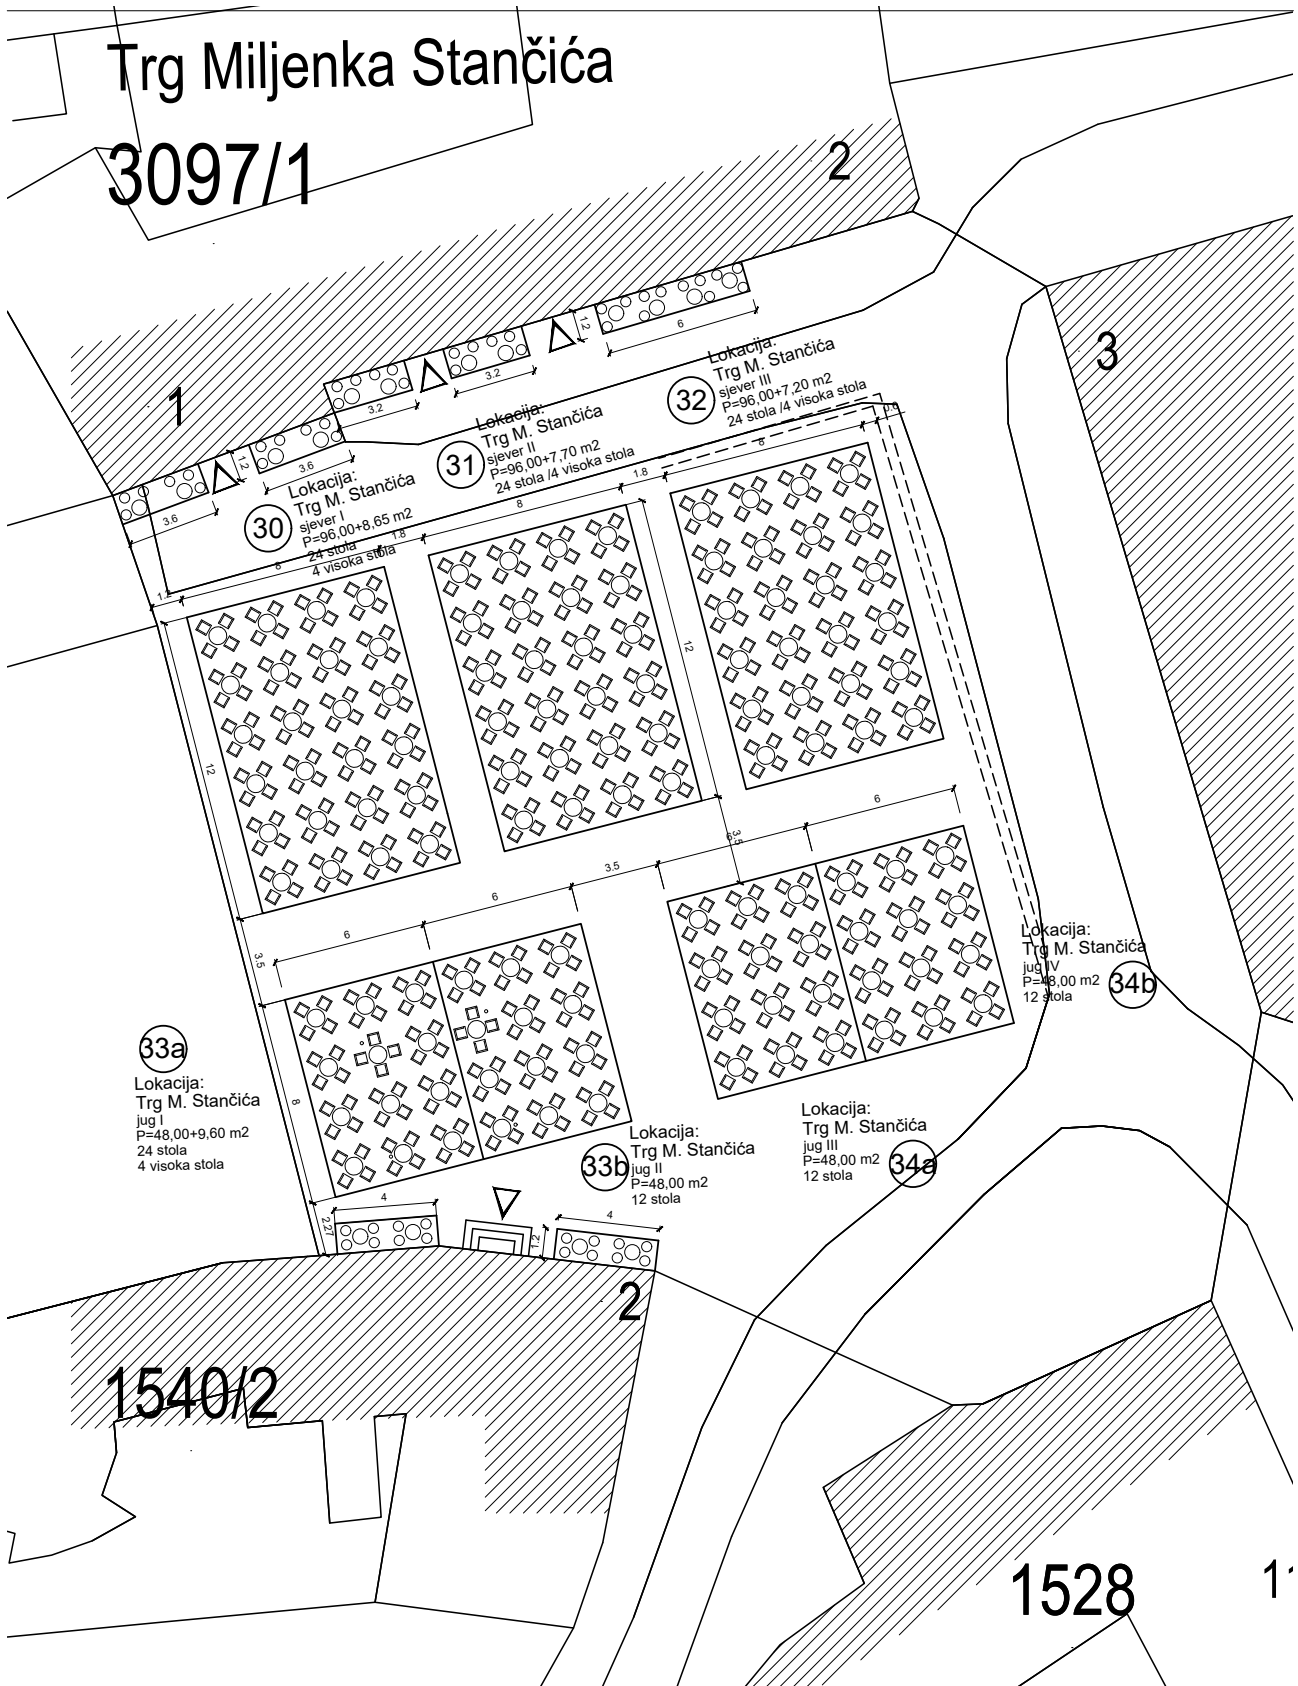 Trg Miljenka Stančića
3097/1
2
1
3
32
Lokacija:
Trg M. Stančića
sjever III
P=96,00+7,20 m2
24 stola /4 visoka stola
31
Lokacija:
Trg M. Stančića
sjever II
P=96,00+7,70 m2
24 stola /4 visoka stola
30
Lokacija:
Trg M. Stančića
sjever I
P=96,00+8,65 m2
24 stola
4 visoka stola
1.2
6
3.2
3.2
1.2
3.6
3.6
0.6
8
1.8
8
1.8
8
12
12
6
3.5
6
3.5
6
6
3.5
8
Lokacija:
Trg M. Stančića
jug IV
P=48,00 m2
12 stola
34b
33a
Lokacija:
Trg M. Stančića
jug I
P=48,00+9,60 m2
24 stola
4 visoka stola
33b
Lokacija:
Trg M. Stančića
jug II
P=48,00 m2
12 stola
Lokacija:
Trg M. Stančića
jug III
P=48,00 m2
12 stola
34a
4
2.27
1.2
4
2
1540/2
1528